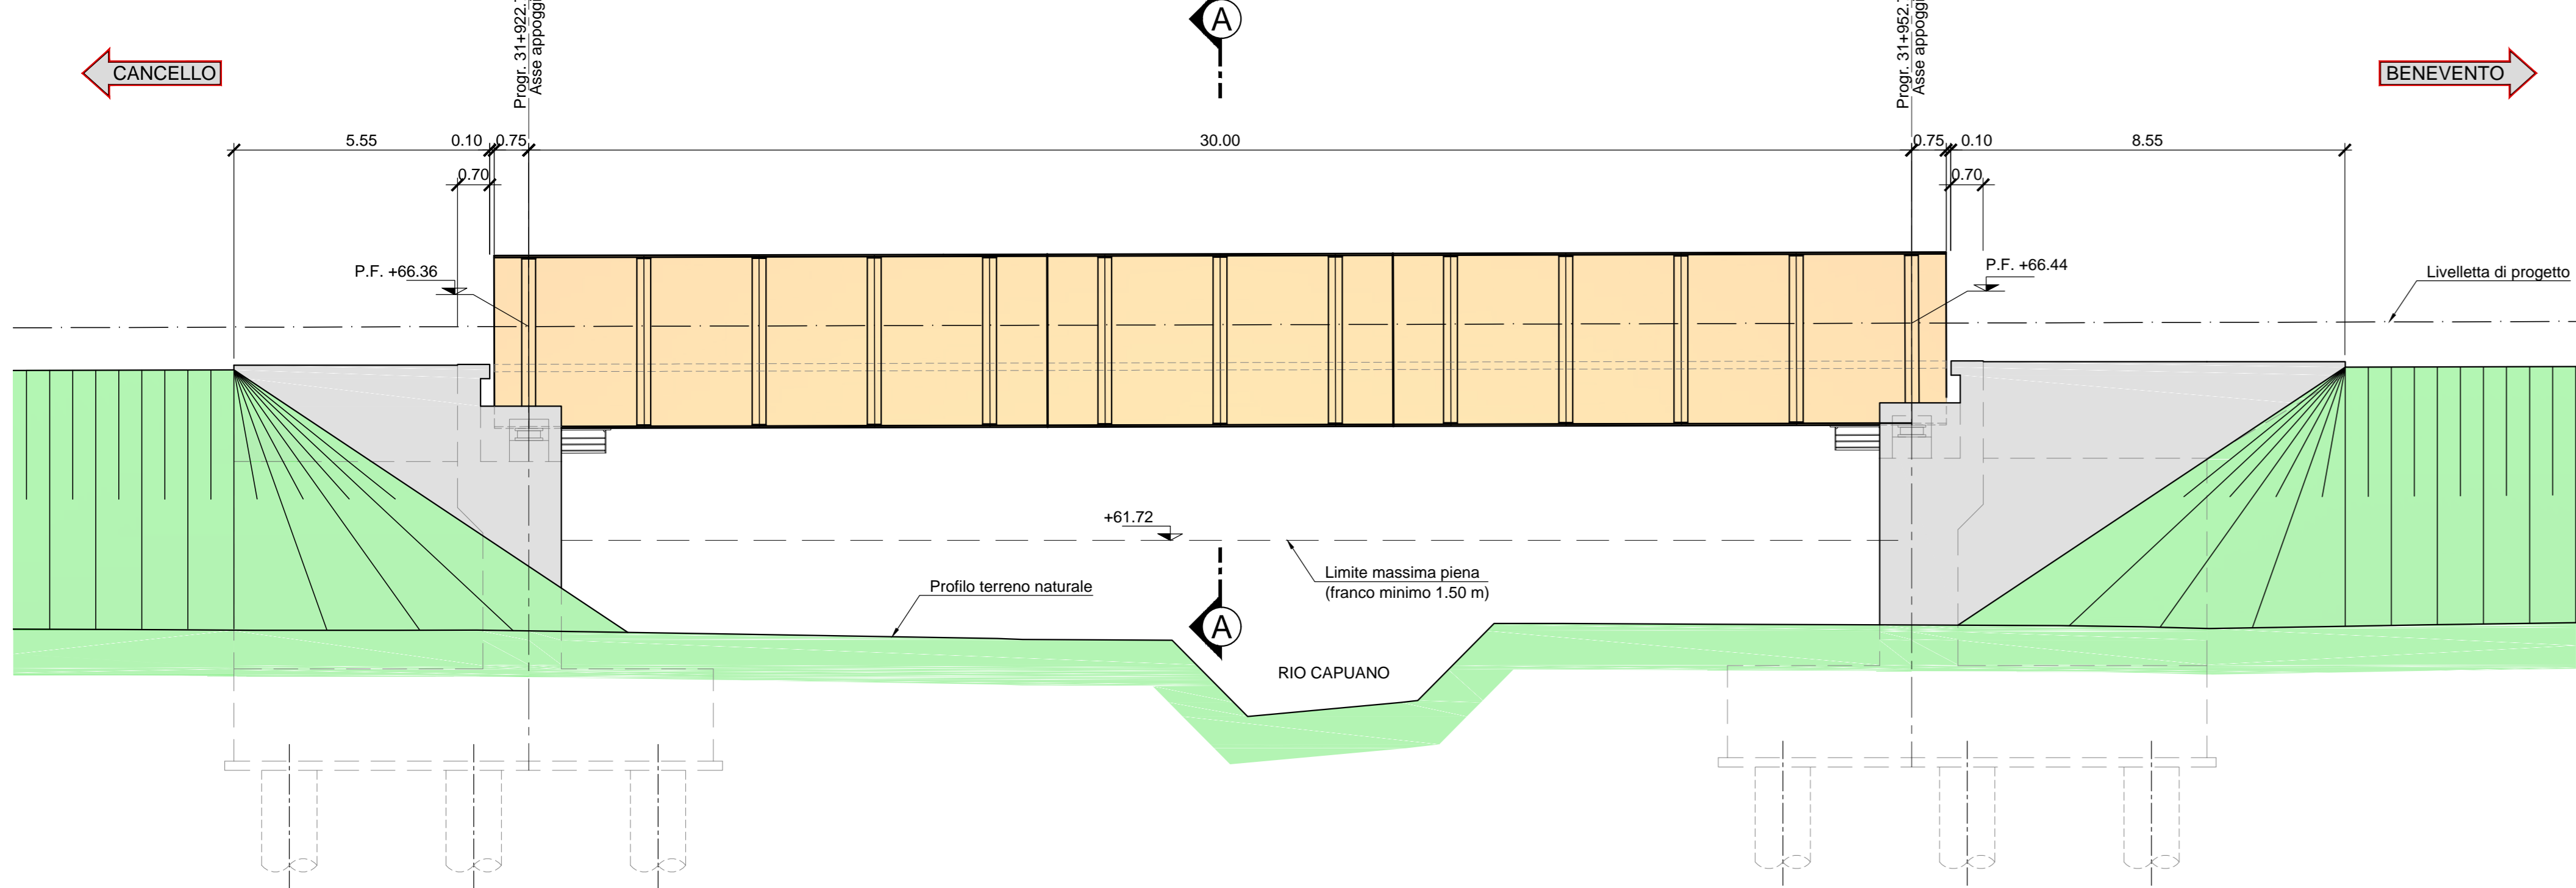 A
CANCELLO
Progr. 31+922.
Asse appoggi
Progr. 31+952.
Asse appoggi
BENEVENTO
5.55
0.10
0.75
30.00
0.75
0.10
8.55
0.70
0.70
P.F. +66.36
P.F. +66.44
Livelletta di progetto
+61.72
Limite massima piena
(franco minimo 1.50 m)
Profilo terreno naturale
A
RIO CAPUANO